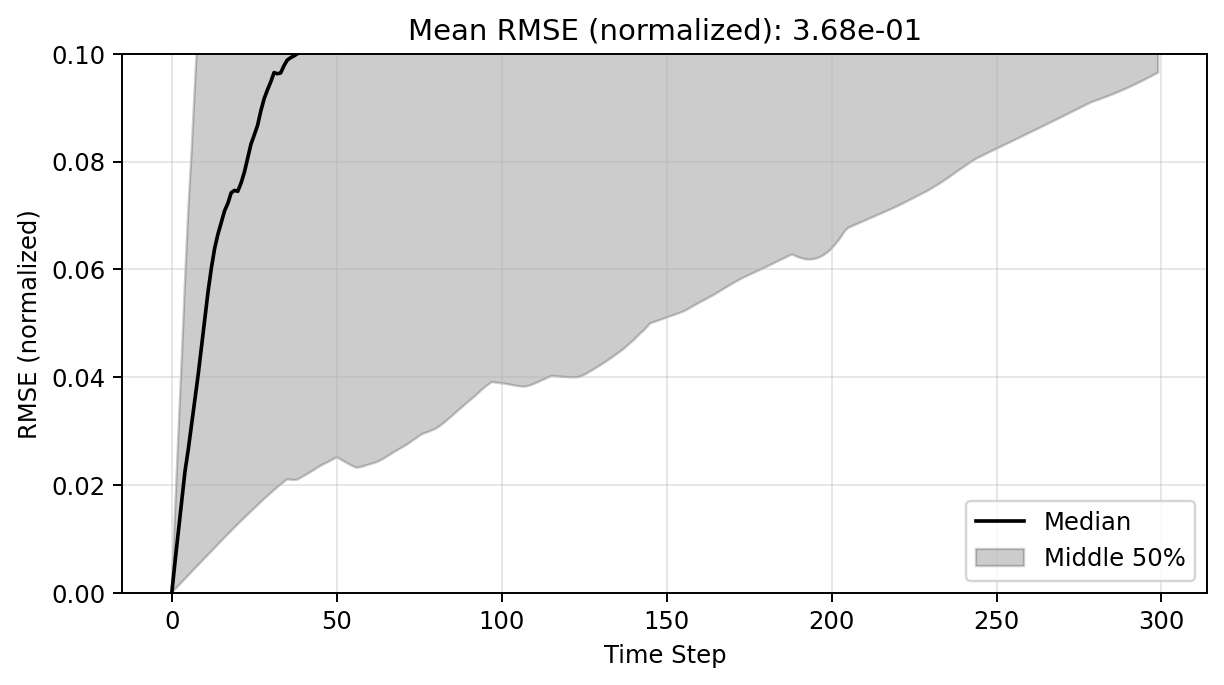 Mean RMSE (normalized): 3.68e-01
0.10
0.08
0.06
0.04
0.02
0.00
RMSE (normalized)
Median
Middle 50%
0 50 100 150 200 250 300
Time Step